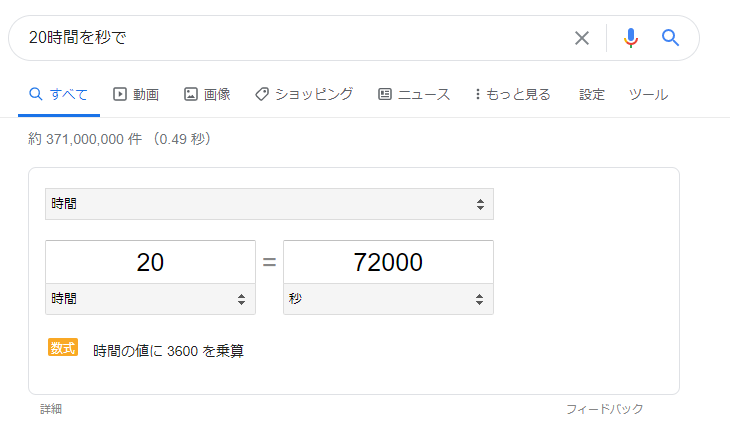 20時間を秒で
すべて 動画 画像 ショッピング ニュース もっと見る 設定 ツール
約 371,000,000 件 （0.49 秒）
時間
20 = 72000
時間 秒
数式 時間の値に 3600 を乗算
詳細 フィードバック